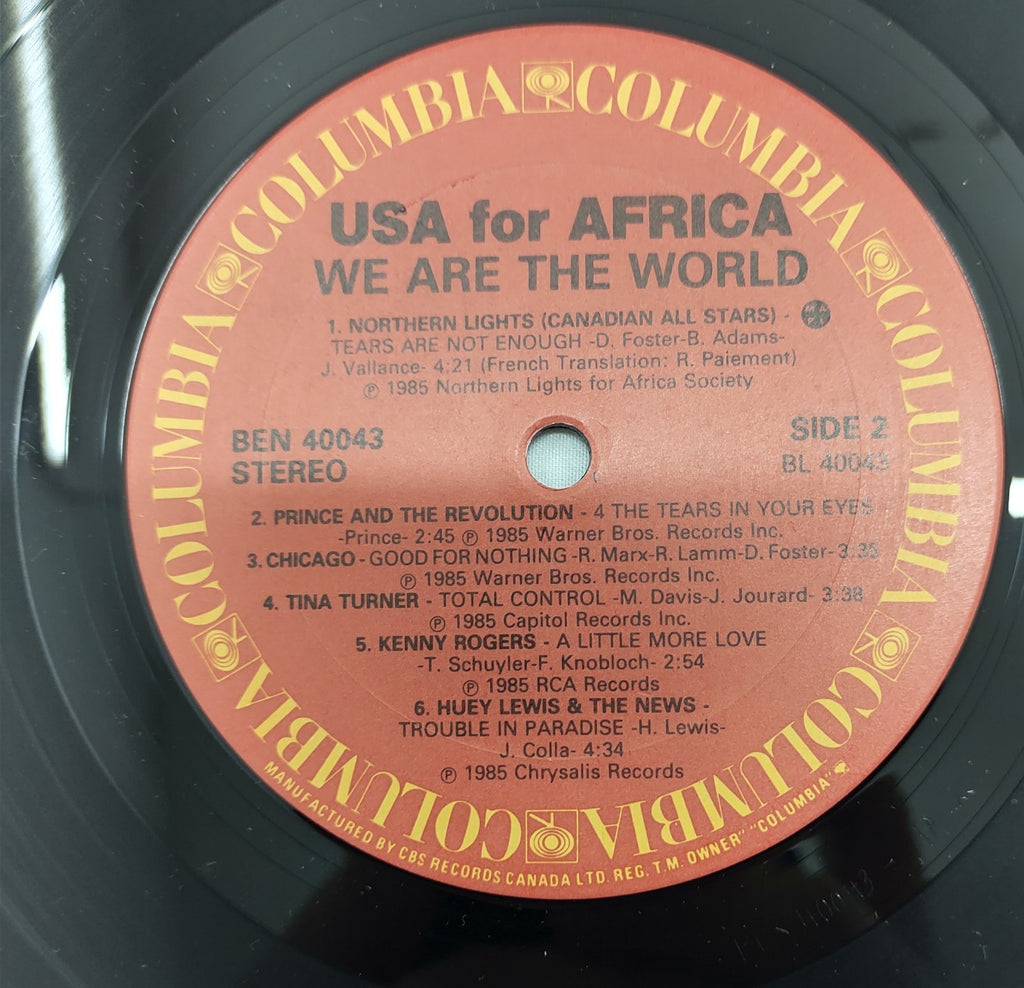 COLUMBIA COLUMBIA COLUMBIA COLUMBIA COLUMBIA COLUMBIA COLUMBIA COLUMBIA
USA for AFRICA
WE ARE THE WORLD
1. NORTHERN LIGHTS (CANADIAN ALL STARS) -
TEARS ARE NOT ENOUGH -D. Foster-B. Adams-
J. Vallance- 4:21 (French Translation: R. Paiement)
℗ 1985 Northern Lights for Africa Society
BEN 40043
STEREO
SIDE 2
BL 40043
2. PRINCE AND THE REVOLUTION - 4 THE TEARS IN YOUR EYES
-Prince- 2:45 ℗ 1985 Warner Bros. Records Inc.
3. CHICAGO - GOOD FOR NOTHING -R. Marx-R. Lamm-D. Foster- 3:35
℗ 1985 Warner Bros. Records Inc.
4. TINA TURNER - TOTAL CONTROL -M. Davis-J. Jourard- 3:38
℗ 1985 Capitol Records Inc.
5. KENNY ROGERS - A LITTLE MORE LOVE
-T. Schuyler-F. Knobloch- 2:54
℗ 1985 RCA Records
6. HUEY LEWIS & THE NEWS -
TROUBLE IN PARADISE -H. Lewis-
J. Colla- 4:34
℗ 1985 Chrysalis Records
MANUFACTURED BY CBS RECORDS CANADA LTD. REG. T.M. OWNER" "COLUMBIA"
40043